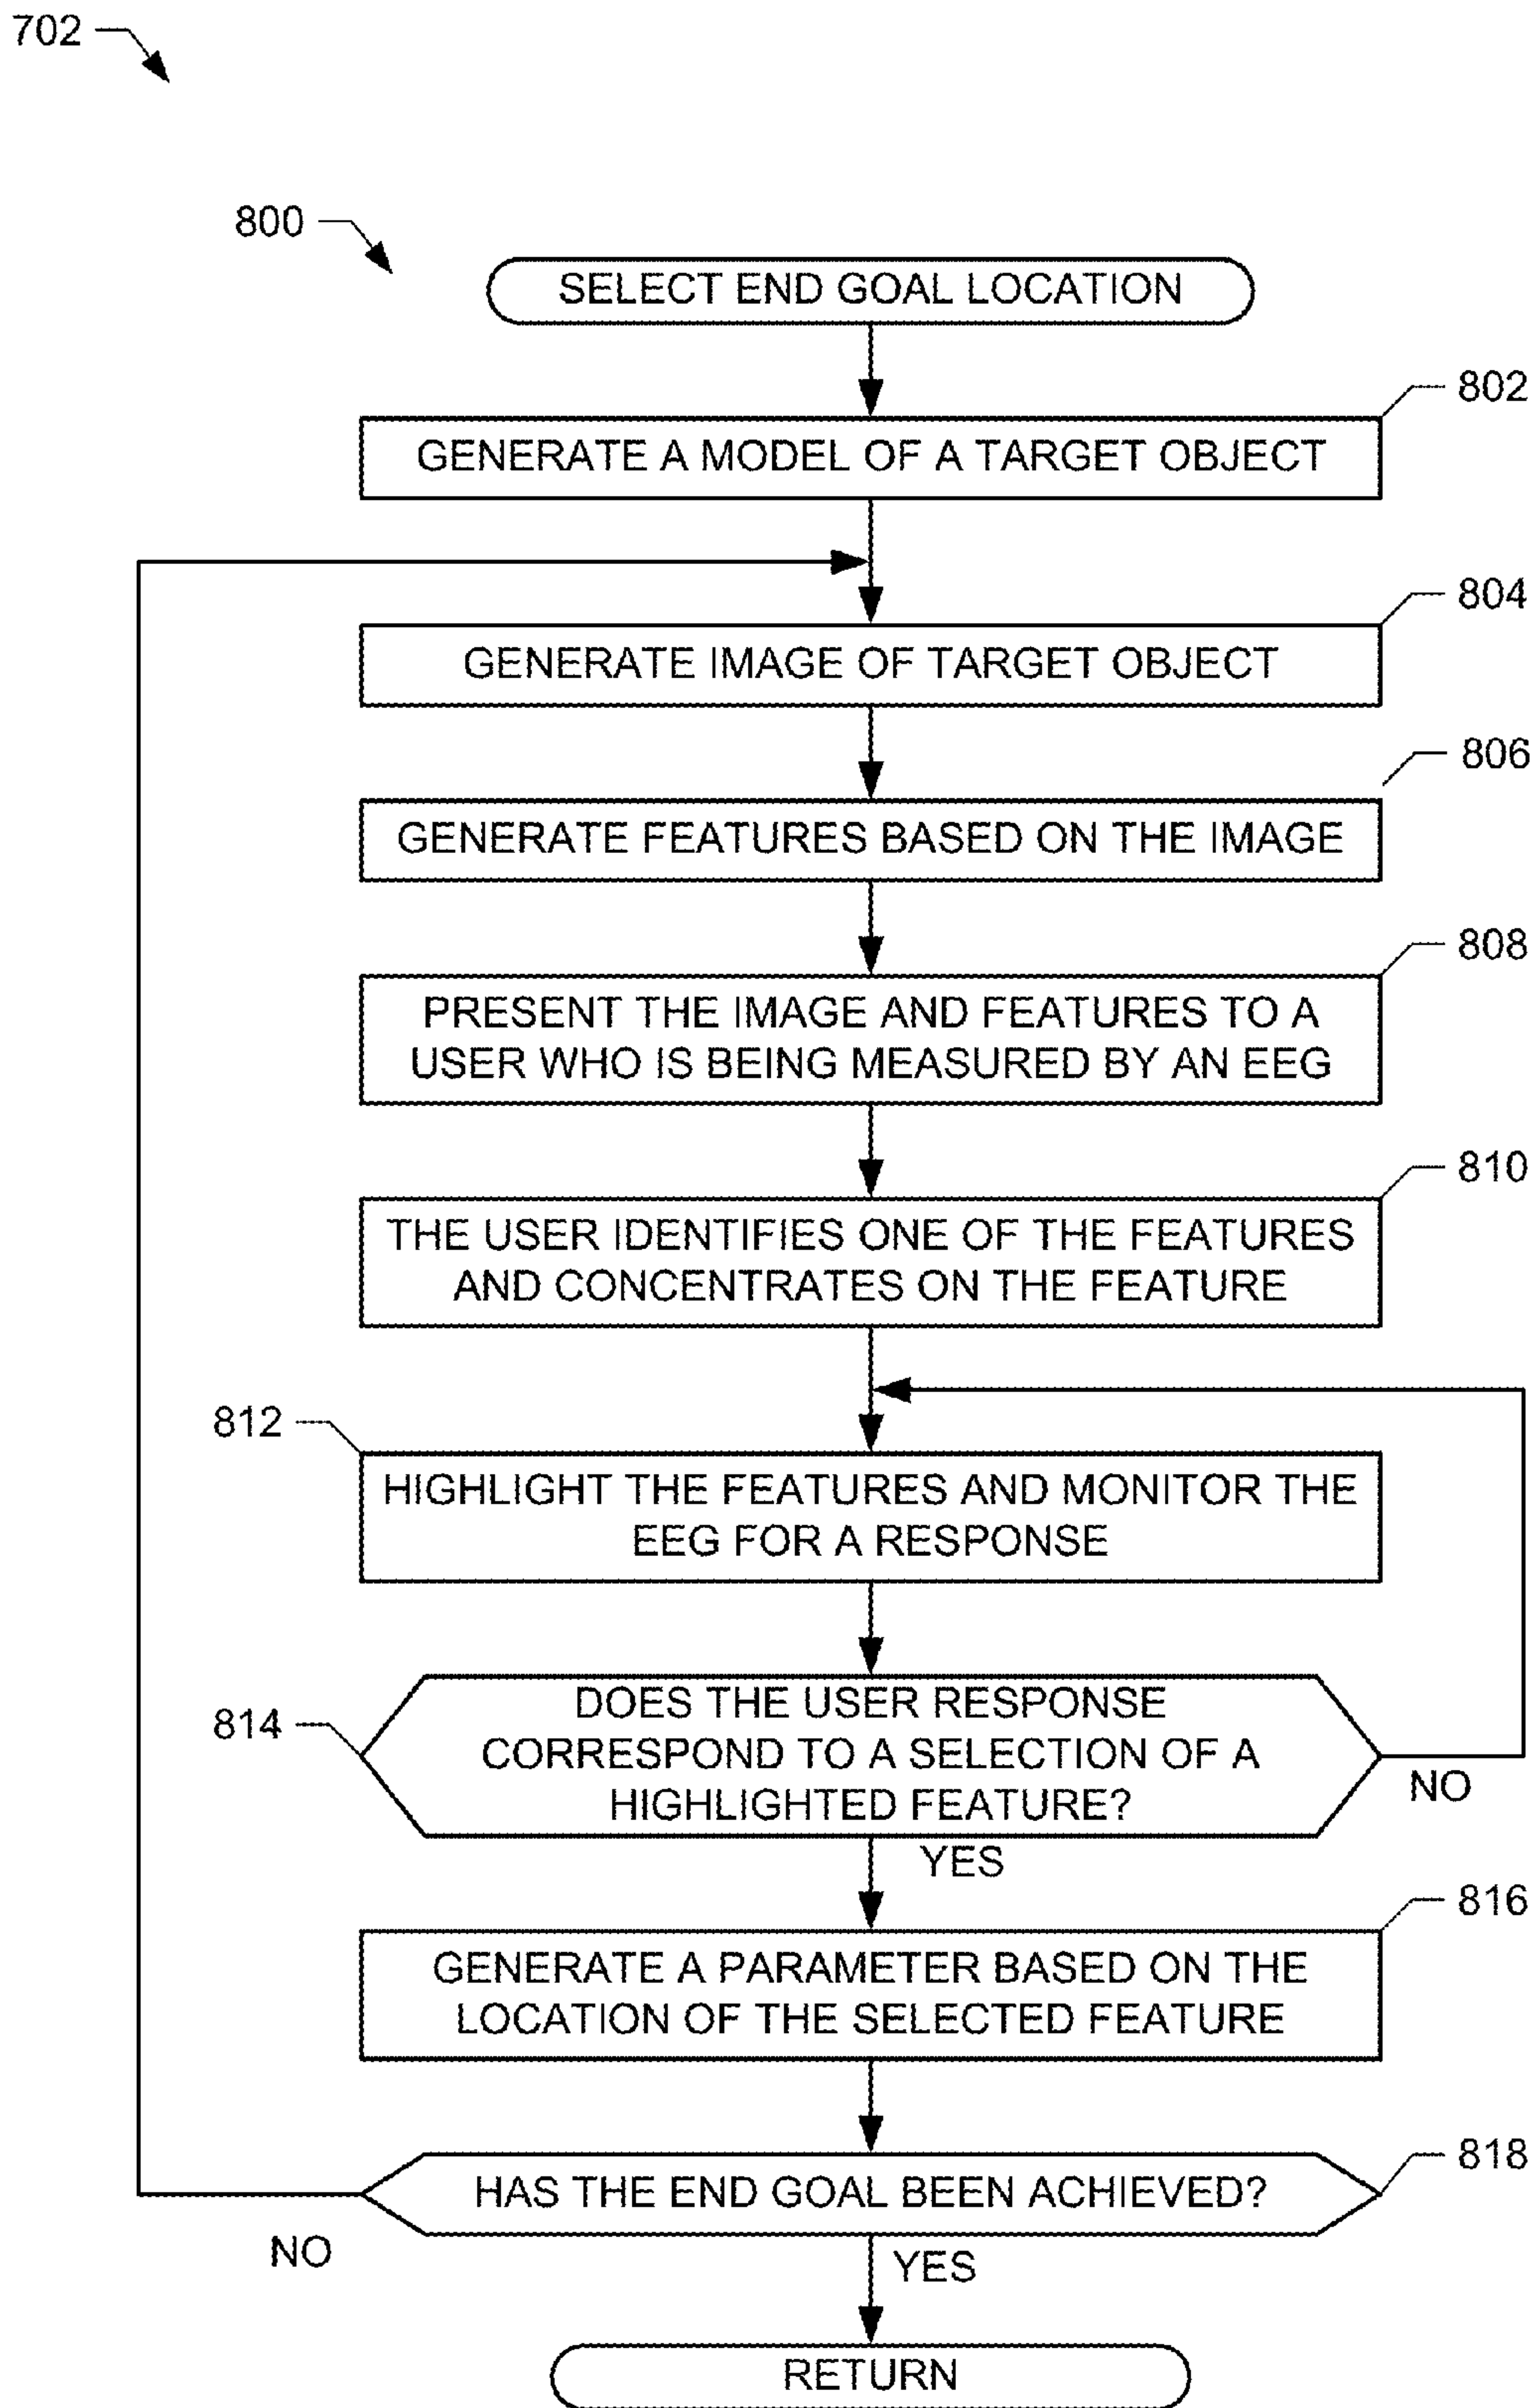 702
800
SELECT END GOAL LOCATION
802
GENERATE A MODEL OF A TARGET OBJECT
804
GENERATE IMAGE OF TARGET OBJECT
806
GENERATE FEATURES BASED ON THE IMAGE
808
PRESENT THE IMAGE AND FEATURES TO A
USER WHO IS BEING MEASURED BY AN EEG
810
THE USER IDENTIFIES ONE OF THE FEATURES
AND CONCENTRATES ON THE FEATURE
812
HIGHLIGHT THE FEATURES AND MONITOR THE
EEG FOR A RESPONSE
814
DOES THE USER RESPONSE
CORRESPOND TO A SELECTION OF A
HIGHLIGHTED FEATURE?
NO
YES
816
GENERATE A PARAMETER BASED ON THE
LOCATION OF THE SELECTED FEATURE
818
HAS THE END GOAL BEEN ACHIEVED?
NO
YES
RETURN